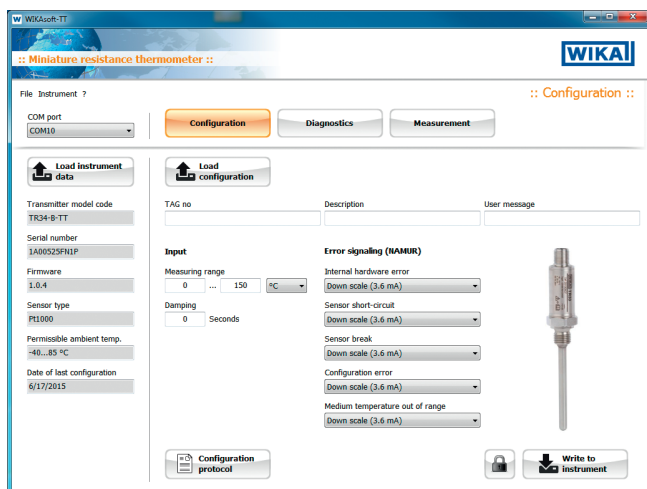 W WIKAsoft-TT
:: Miniature resistance thermometer ::
WIKAI
File Instrument ?
:: Configuration ::
COM port
COM10
Configuration
Diagnostics
Measurement
Load instrument
data
Load
configuration
Transmitter model code
TR34-B-TT
TAG no
Description
User message
Serial number
1A00525FN1P
Input
Error signaling (NAMUR)
Firmware
1.0.4
Measuring range
0 ... 150 ºC
Internal hardware error
Down scale (3.6 mA)
Sensor type
Pt1000
Damping
0 Seconds
Sensor short-circuit
Down scale (3.6 mA)
Permissible ambient temp.
-40...85 ºC
Sensor break
Down scale (3.6 mA)
Date of last configuration
6/17/2015
Configuration error
Down scale (3.6 mA)
Medium temperature out of range
Down scale (3.6 mA)
Configuration
protocol
Write to
instrument